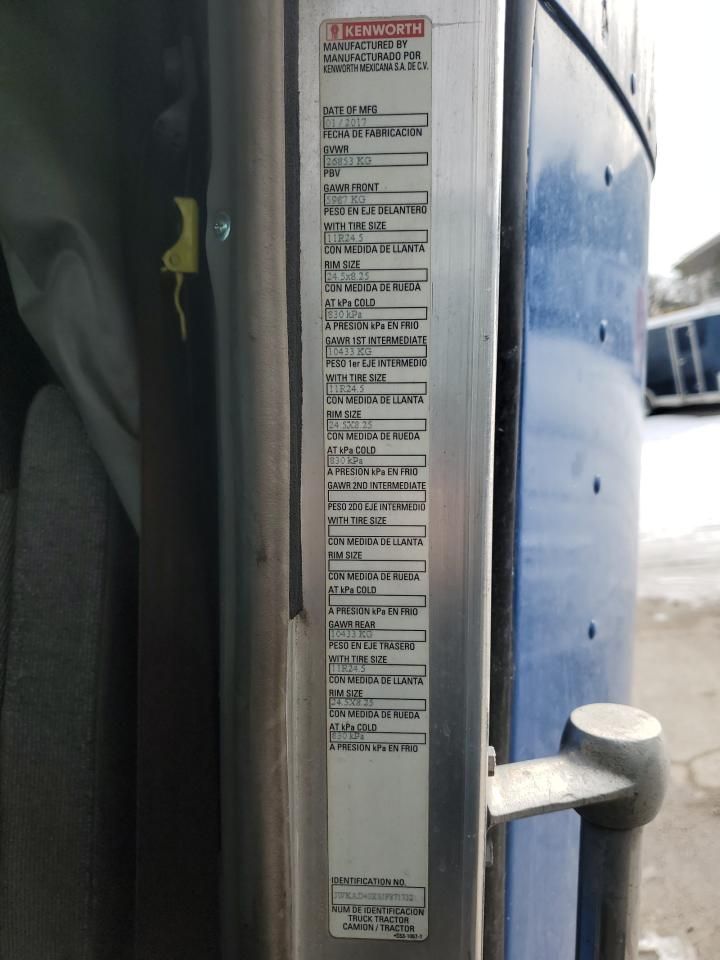 KENWORTH
MANUFACTURED BY
MANUFACTURADO POR
KENWORTH MEXICANA S.A. DE C.V.
DATE OF MFG
01/2017
FECHA DE FABRICACION
GVWR
26853 KG
PBV
GAWR FRONT
5987 KG
PESO EN EJE DELANTERO
WITH TIRE SIZE
11R24.5
CON MEDIDA DE LLANTA
RIM SIZE
24.5x8.25
CON MEDIDA DE RUEDA
AT kPa COLD
830 kPa
A PRESION kPa EN FRIO
GAWR 1ST INTERMEDIATE
10433 KG
PESO 1er EJE INTERMEDIO
WITH TIRE SIZE
11R24.5
CON MEDIDA DE LLANTA
RIM SIZE
24.5X8.25
CON MEDIDA DE RUEDA
AT kPa COLD
830 kPa
A PRESION kPa EN FRIO
GAWR 2ND INTERMEDIATE
PESO 2DO EJE INTERMEDIO
WITH TIRE SIZE
CON MEDIDA DE LLANTA
RIM SIZE
CON MEDIDA DE RUEDA
AT kPa COLD
A PRESION kPa EN FRIO
GAWR REAR
10433 KG
PESO EN EJE TRASERO
WITH TIRE SIZE
11R24.5
CON MEDIDA DE LLANTA
RIM SIZE
24.5X8.25
CON MEDIDA DE RUEDA
AT kPa COLD
830 kPa
A PRESION kPa EN FRIO
IDENTIFICATION NO.
NUM DE IDENTIFICACION
TRUCK TRACTOR
CAMION / TRACTOR